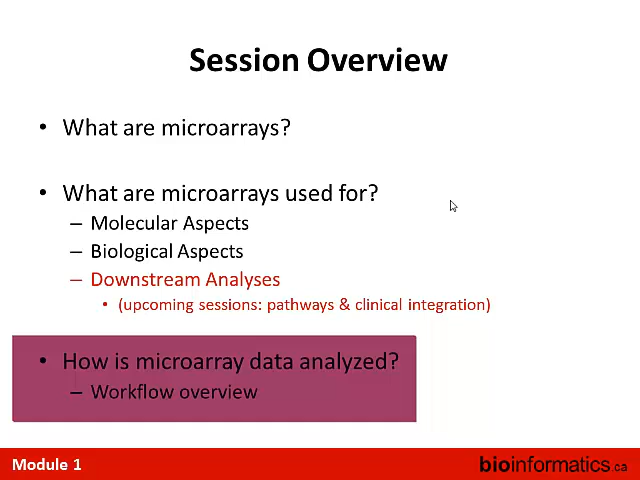 Session Overview
• What are microarrays?
• What are microarrays used for?
– Molecular Aspects
– Biological Aspects
– Downstream Analyses
• (upcoming sessions: pathways & clinical integration)
• How is microarray data analyzed?
– Workflow overview
Module 1
bioinformatics.ca